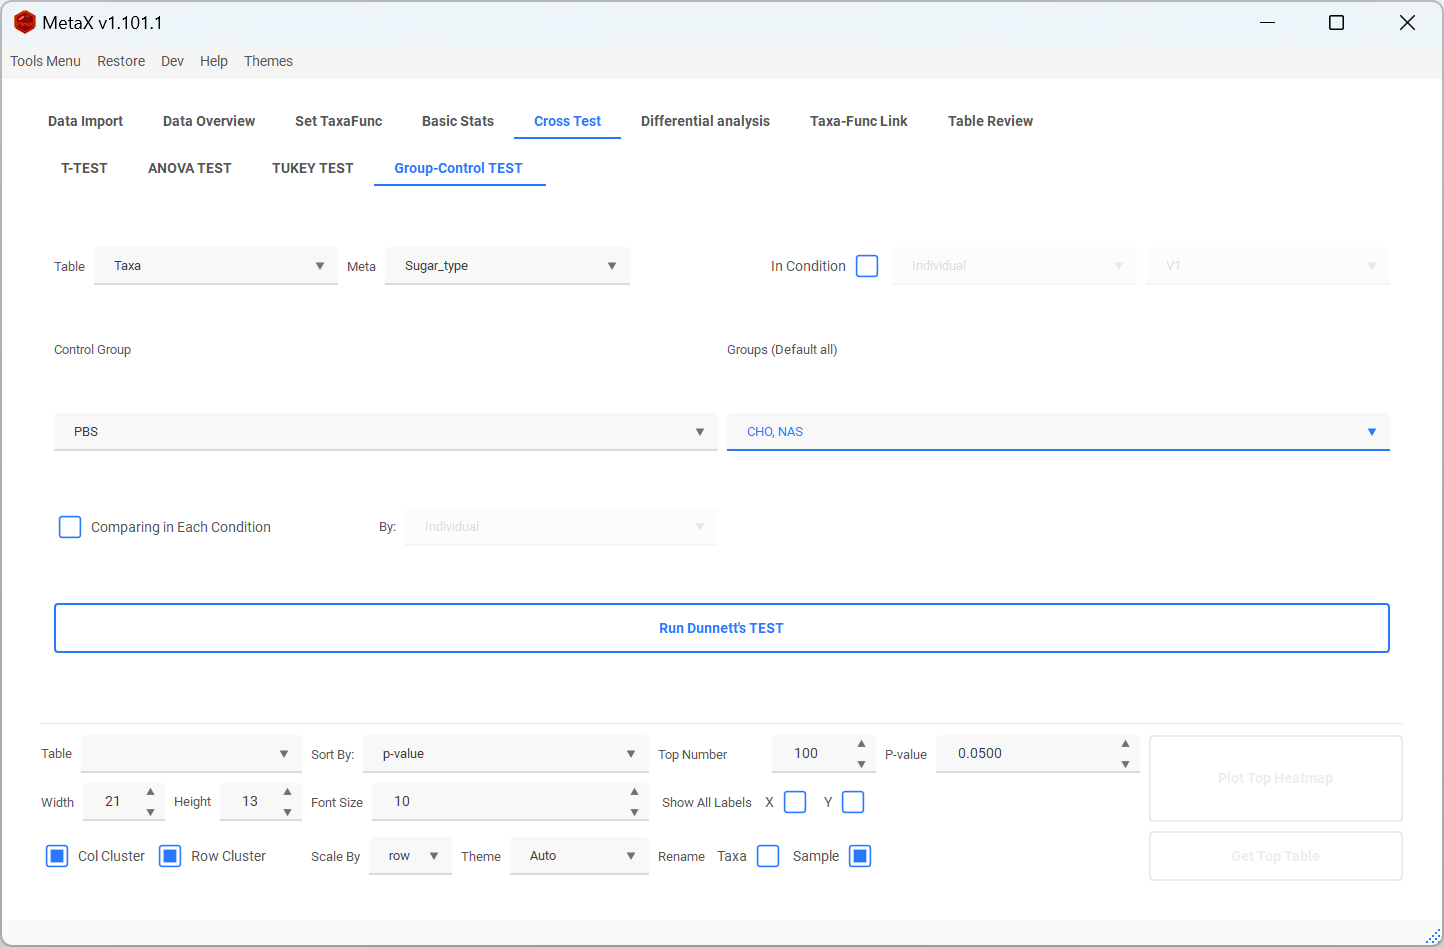 MetaX v1.101.1
Tools Menu Restore Dev Help Themes
Data Import Data Overview Set TaxaFunc Basic Stats Cross Test Differential analysis Taxa-Func Link Table Review
T-TEST ANOVA TEST TUKEY TEST Group-Control TEST
Table Taxa Meta Sugar_type In Condition Individual V1
Control Group Groups (Default all)
PBS CHO, NAS
Comparing in Each Condition By: Individual
Run Dunnett's TEST
Table Sort By: p-value Top Number 100 P-value 0.0500
Plot Top Heatmap
Width 21 Height 13 Font Size 10 Show All Labels X Y
Col Cluster Row Cluster Scale By row Theme Auto Rename Taxa Sample Get Top Table